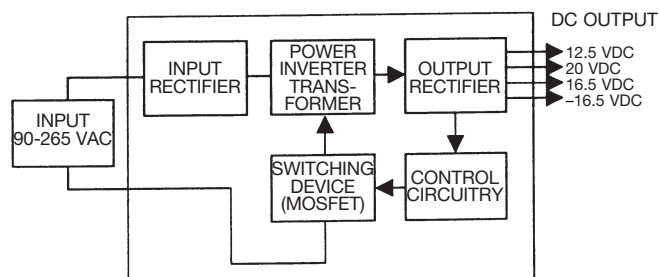 DC OUTPUT
INPUT
RECTIFIER
POWER
INVERTER
TRANS-
FORMER
OUTPUT
RECTIFIER
12.5 VDC
20 VDC
16.5 VDC
–16.5 VDC
INPUT
90-265 VAC
SWITCHING
DEVICE
(MOSFET)
CONTROL
CIRCUITRY